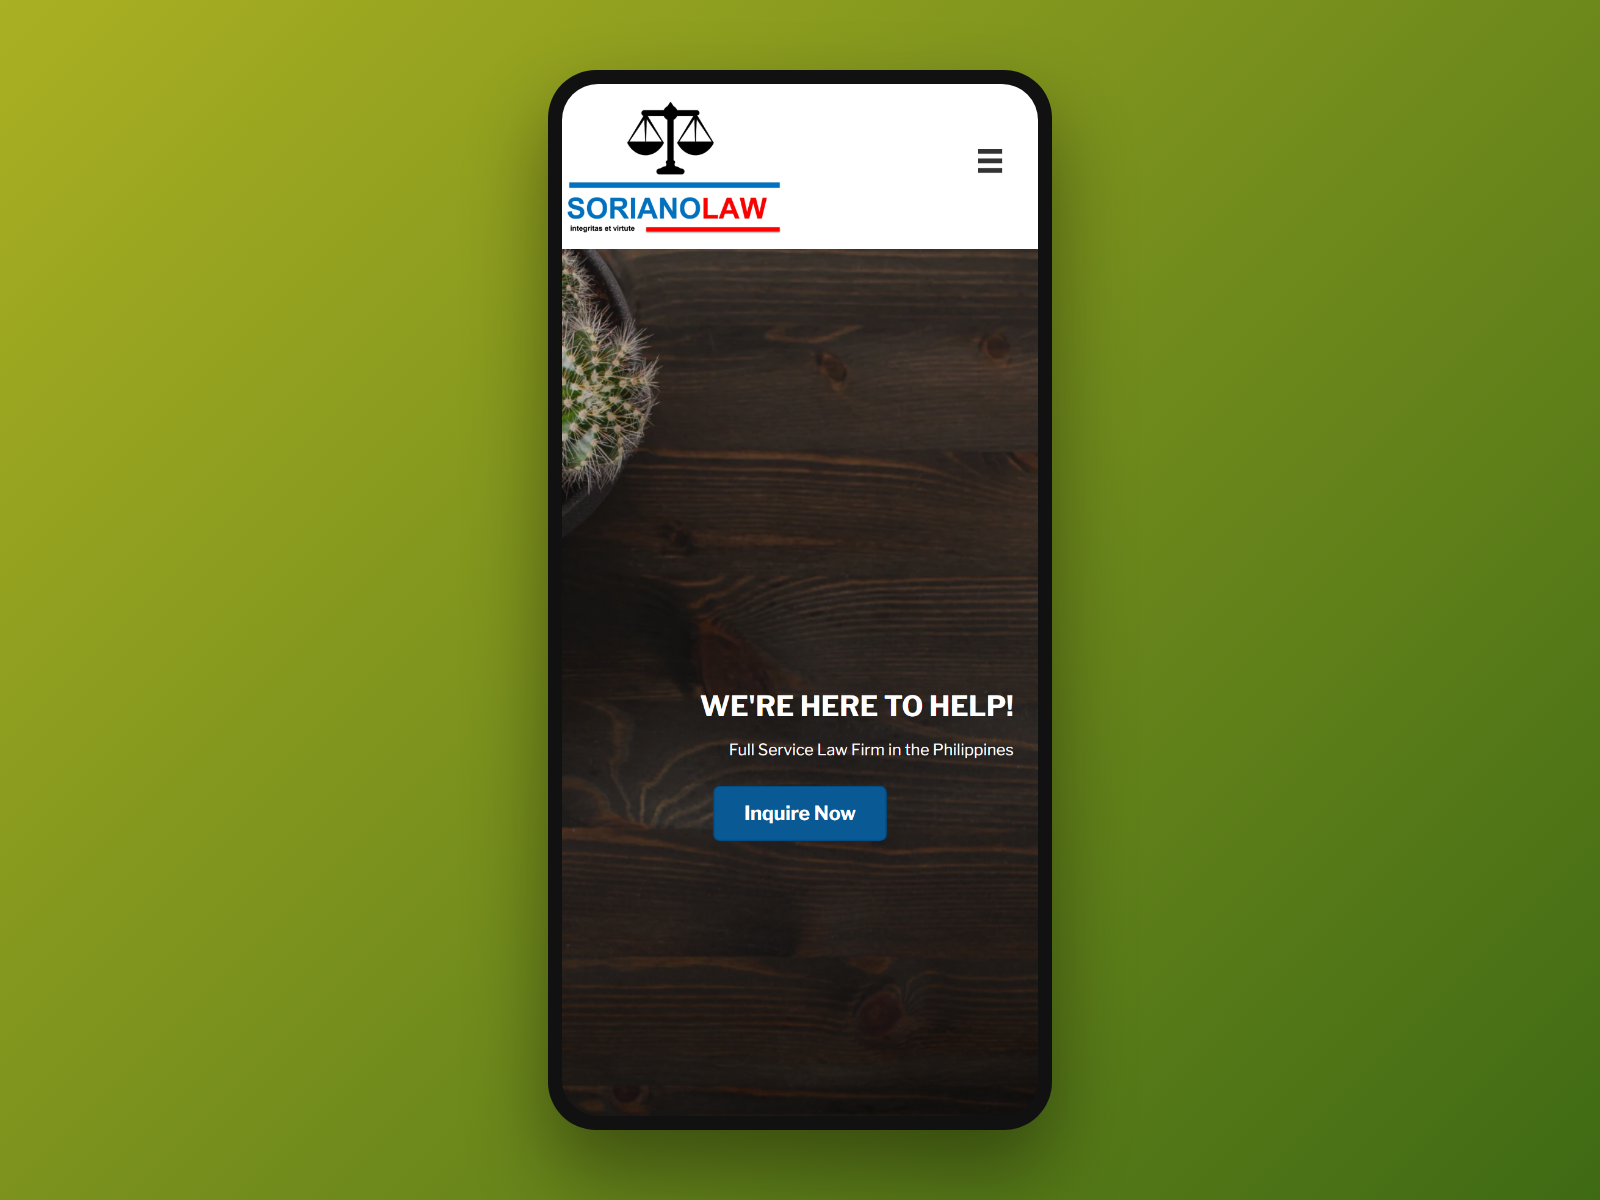 SORIANOLAW
integritas et virtute
WE'RE HERE TO HELP!
Full Service Law Firm in the Philippines
Inquire Now